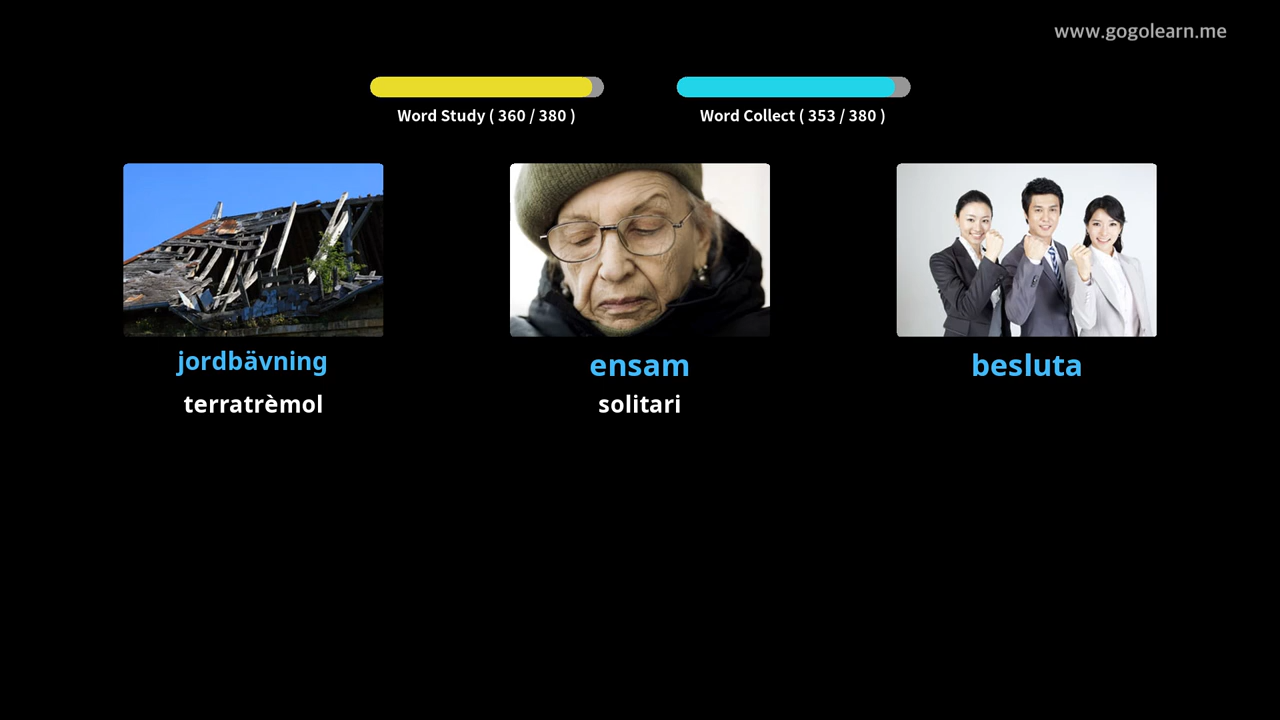 www.gogolearn.me
Word Study ( 360 / 380 )
Word Collect ( 353 / 380 )
jordbävning
ensam
besluta
terratrèmol
solitari